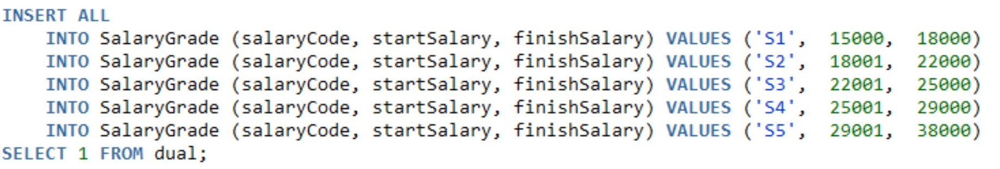 INSERT ALL
    INTO SalaryGrade (salaryCode, startSalary, finishSalary) VALUES ('S1',  15000,  18000)
    INTO SalaryGrade (salaryCode, startSalary, finishSalary) VALUES ('S2',  18001,  22000)
    INTO SalaryGrade (salaryCode, startSalary, finishSalary) VALUES ('S3',  22001,  25000)
    INTO SalaryGrade (salaryCode, startSalary, finishSalary) VALUES ('S4',  25001,  29000)
    INTO SalaryGrade (salaryCode, startSalary, finishSalary) VALUES ('S5',  29001,  38000)
SELECT 1 FROM dual;